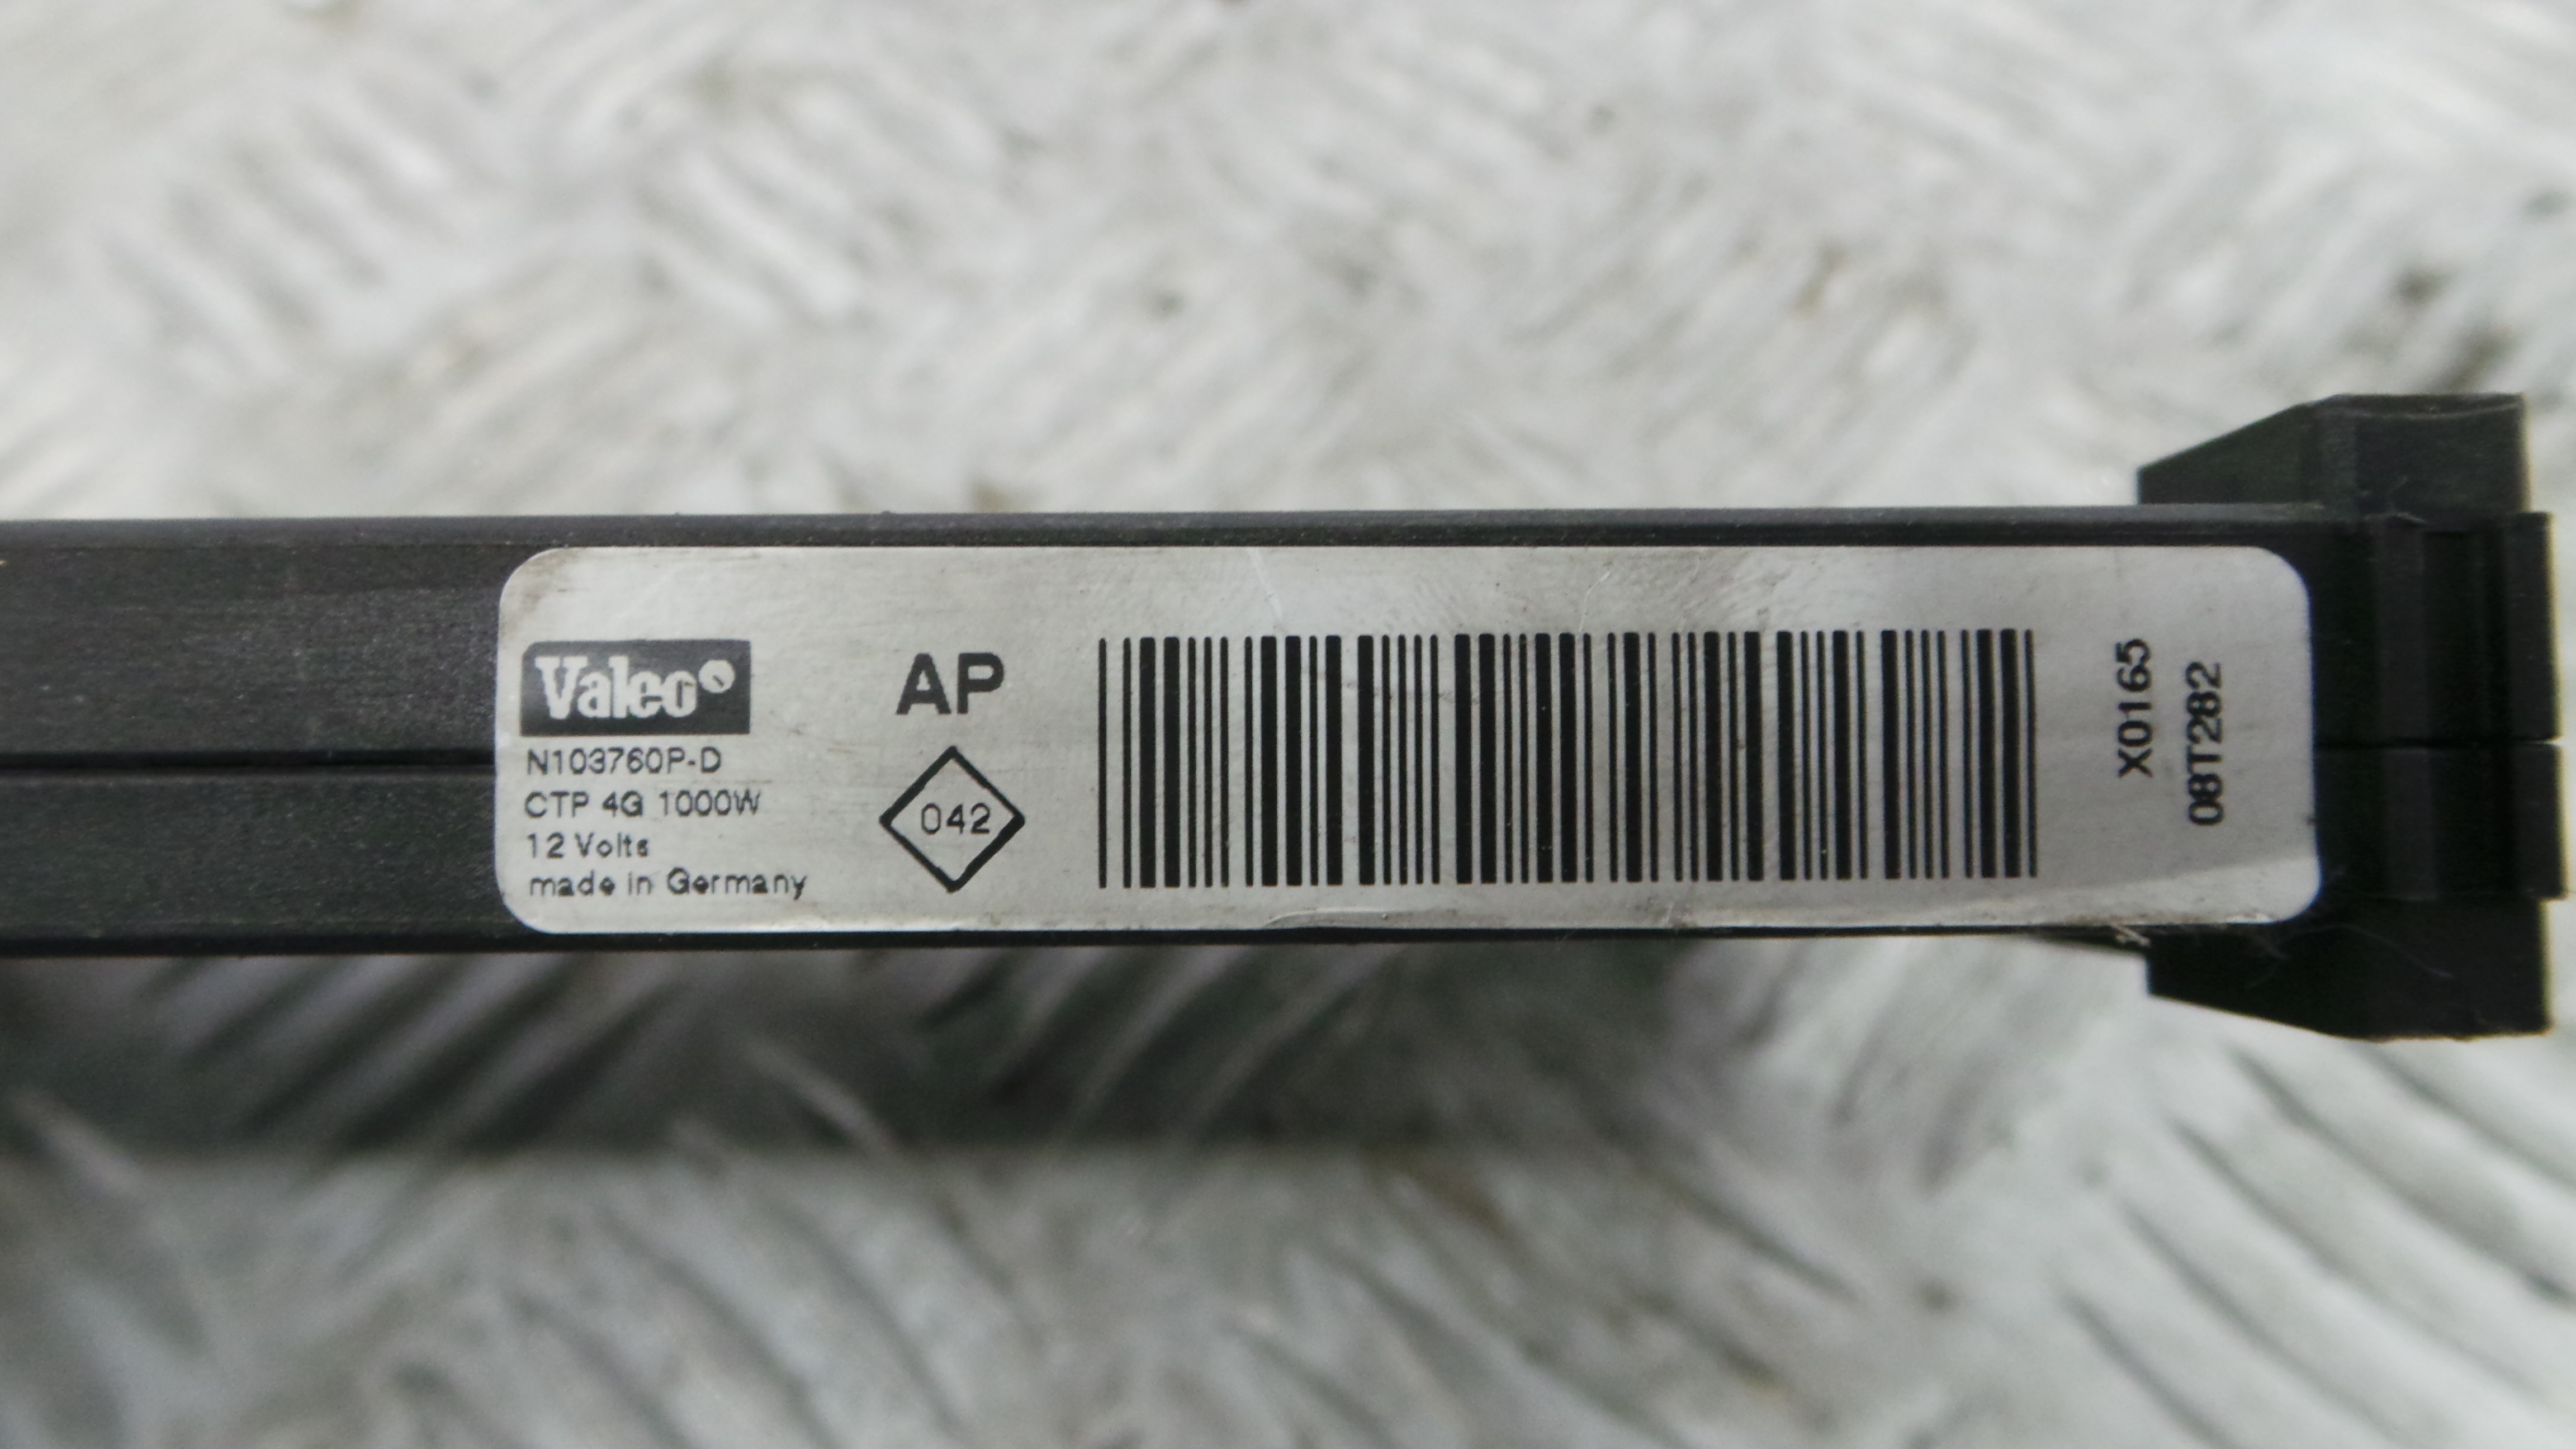 Valeo
N103760P-D
CTP 4G 1000W
12 Volts
made in Germany
AP
042
X0165
08T282